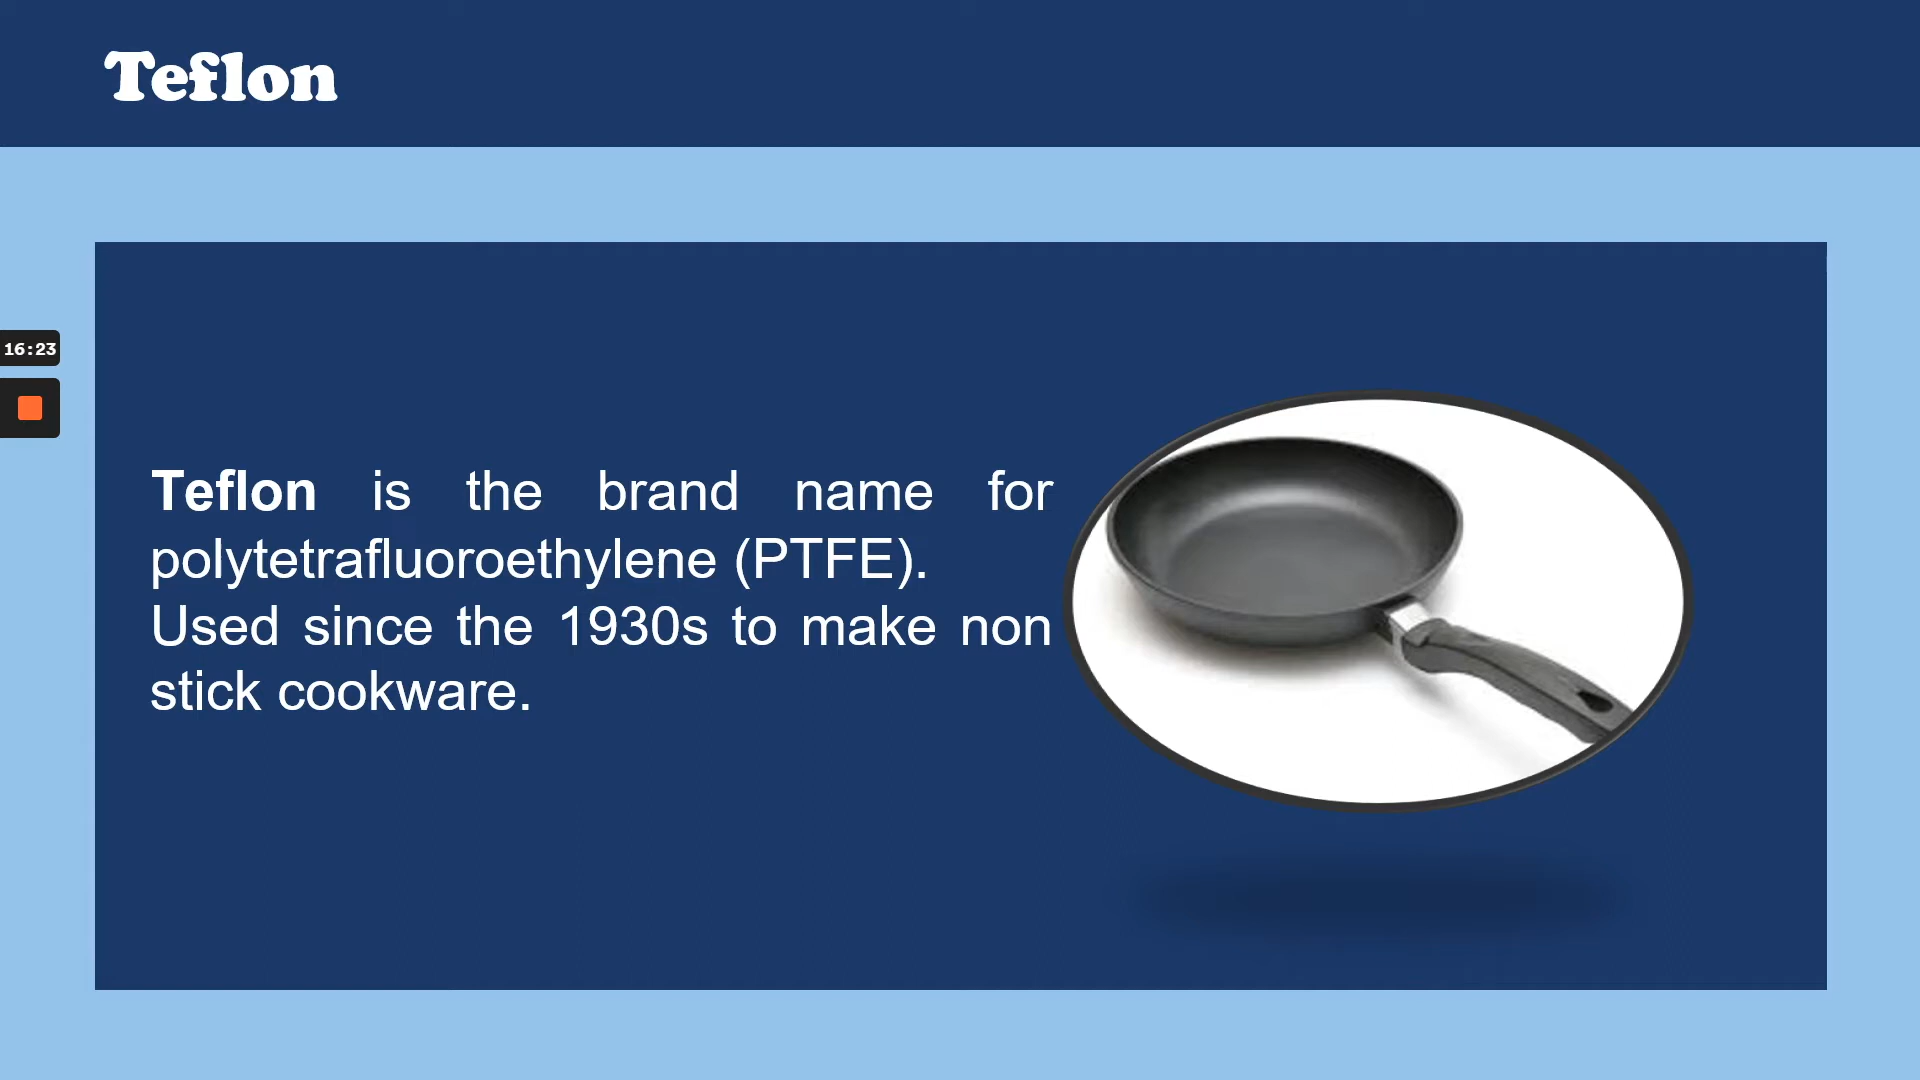 Teflon
16:23
Teflon is the brand name for
polytetrafluoroethylene (PTFE).
Used since the 1930s to make non
stick cookware.